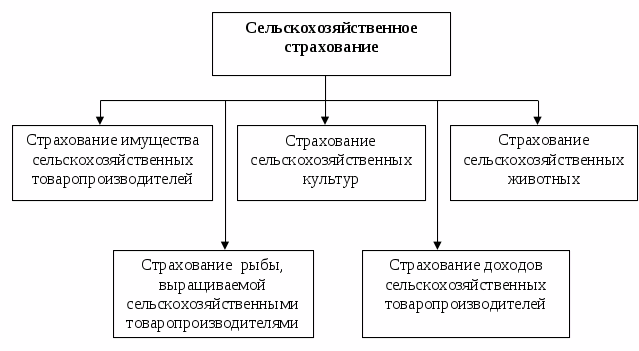 Сельскохозяйственное
страхование
Страхование имущества
сельскохозяйственных
товаропроизводителей
Страхование
сельскохозяйственных
культур
Страхование
сельскохозяйственных
животных
Страхование рыбы,
выращиваемой
сельскохозяйственными
товаропроизводителями
Страхование доходов
сельскохозяйственных
товаропроизводителей